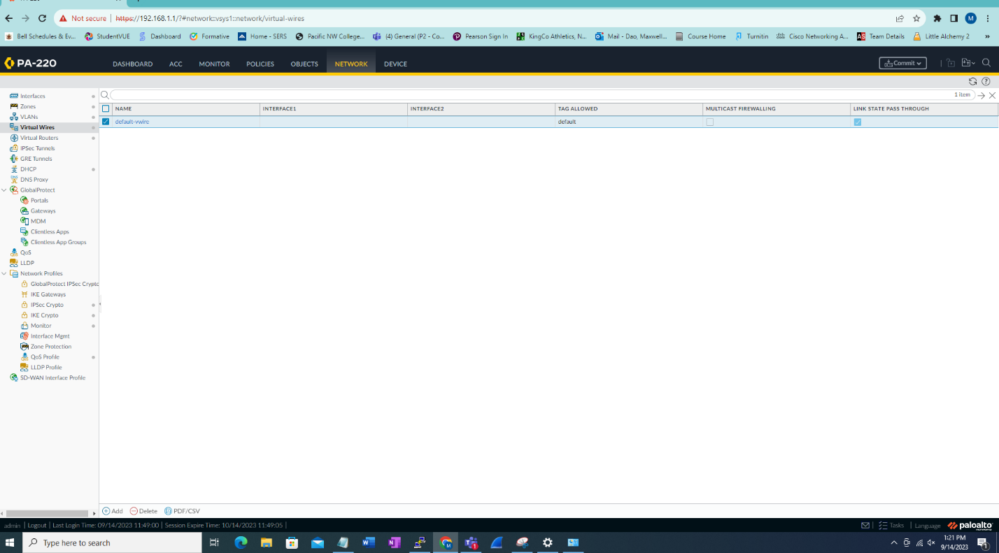 Not secure | https://192.168.1.1/?#network::vsys1::network/virtual-wires
M
Bell Schedules & Ev... StudentVUE Dashboard Formative Home - SERS Pacific NW College... (4) General (P2 - Co... Pearson Sign In KingCo Athletics, N... Mail - Dao, Maxwell... Course Home Turnitin Cisco Networking A... AS Team Details Little Alchemy 2 »
PA-220 DASHBOARD ACC MONITOR POLICIES OBJECTS NETWORK DEVICE Commit
Interfaces
Zones
VLANs
Virtual Wires
Virtual Routers
IPSec Tunnels
GRE Tunnels
DHCP
DNS Proxy
GlobalProtect
Portals
Gateways
MDM
Clientless Apps
Clientless App Groups
QoS
LLDP
Network Profiles
GlobalProtect IPSec Crypto
IKE Gateways
IPSec Crypto
IKE Crypto
Monitor
Interface Mgmt
Zone Protection
QoS Profile
LLDP Profile
SD-WAN Interface Profile
1 item
NAME INTERFACE1 INTERFACE2 TAG ALLOWED MULTICAST FIREWALLING LINK STATE PASS THROUGH
default-vwire default
Add Delete PDF/CSV
admin | Logout | Last Login Time: 09/14/2023 11:49:00 | Session Expire Time: 10/14/2023 11:49:05 | Tasks | Language paloalto
NETWORKS
Type here to search
1:21 PM
9/14/2023